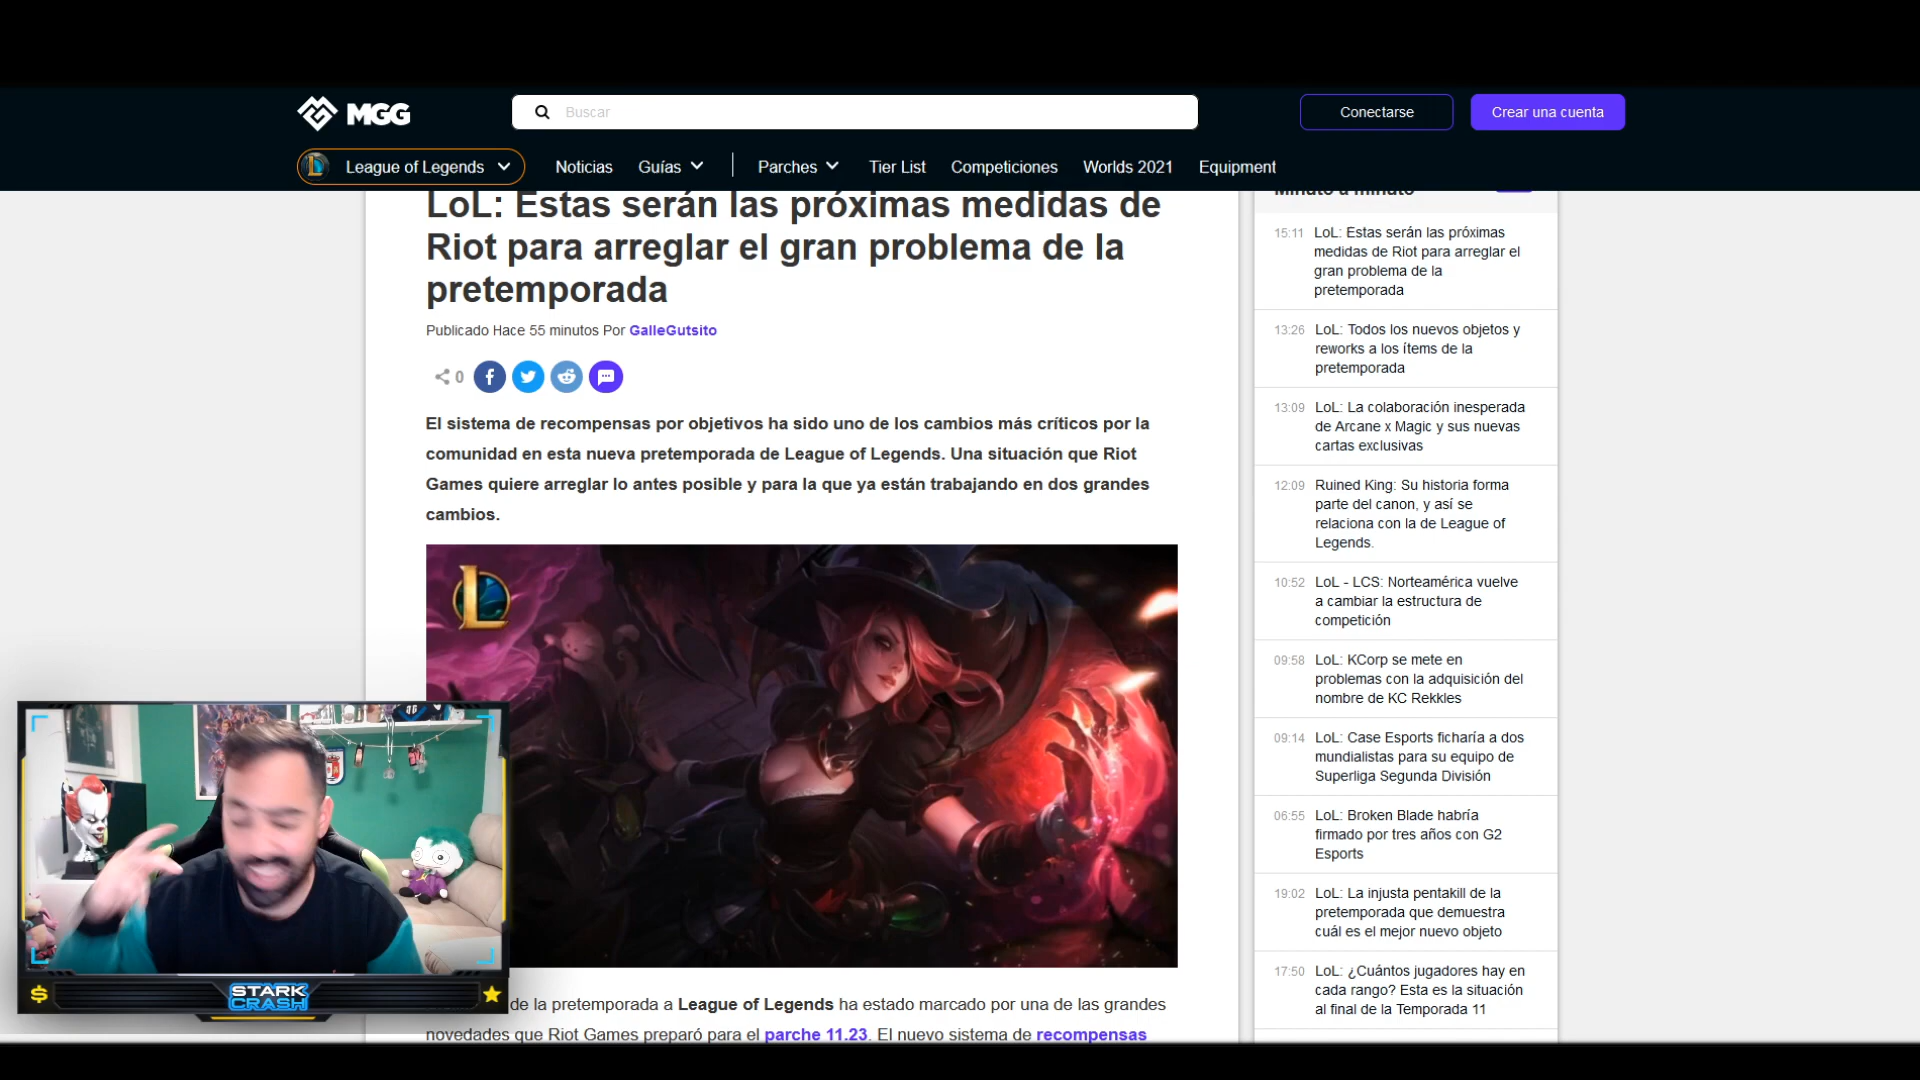 MGG
Buscar
Conectarse
Crear una cuenta
League of Legends
Noticias
Guías
Parches
Tier List
Competiciones
Worlds 2021
Equipment
LoL: Estas serán las próximas medidas de
Riot para arreglar el gran problema de la
pretemporada
Publicado Hace 55 minutos Por GalleGutsito
0
El sistema de recompensas por objetivos ha sido uno de los cambios más críticos por la
comunidad en esta nueva pretemporada de League of Legends. Una situación que Riot
Games quiere arreglar lo antes posible y para la que ya están trabajando en dos grandes
cambios.
de la pretemporada a League of Legends ha estado marcado por una de las grandes
novedades que Riot Games preparó para el parche 11.23. El nuevo sistema de recompensas
STARK
CRASH
Minuto a minuto
15:11 LoL: Estas serán las próximas
medidas de Riot para arreglar el
gran problema de la
pretemporada
13:26 LoL: Todos los nuevos objetos y
reworks a los ítems de la
pretemporada
13:09 LoL: La colaboración inesperada
de Arcane x Magic y sus nuevas
cartas exclusivas
12:09 Ruined King: Su historia forma
parte del canon, y así se
relaciona con la de League of
Legends.
10:52 LoL - LCS: Norteamérica vuelve
a cambiar la estructura de
competición
09:58 LoL: KCorp se mete en
problemas con la adquisición del
nombre de KC Rekkles
09:14 LoL: Case Esports ficharía a dos
mundialistas para su equipo de
Superliga Segunda División
06:55 LoL: Broken Blade habría
firmado por tres años con G2
Esports
19:02 LoL: La injusta pentakill de la
pretemporada que demuestra
cuál es el mejor nuevo objeto
17:50 LoL: ¿Cuántos jugadores hay en
cada rango? Esta es la situación
al final de la Temporada 11